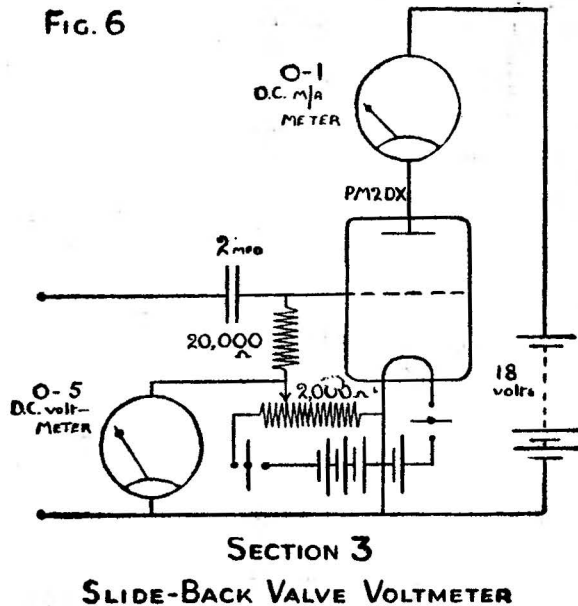 FIG. 6
0-1
D.C. m/a
METER
PM2DX
2 MFD
20,000
Ω
2,000Ω
0-5
D.C. volt-
METER
18
volts
SECTION 3
SLIDE-BACK VALVE VOLTMETER